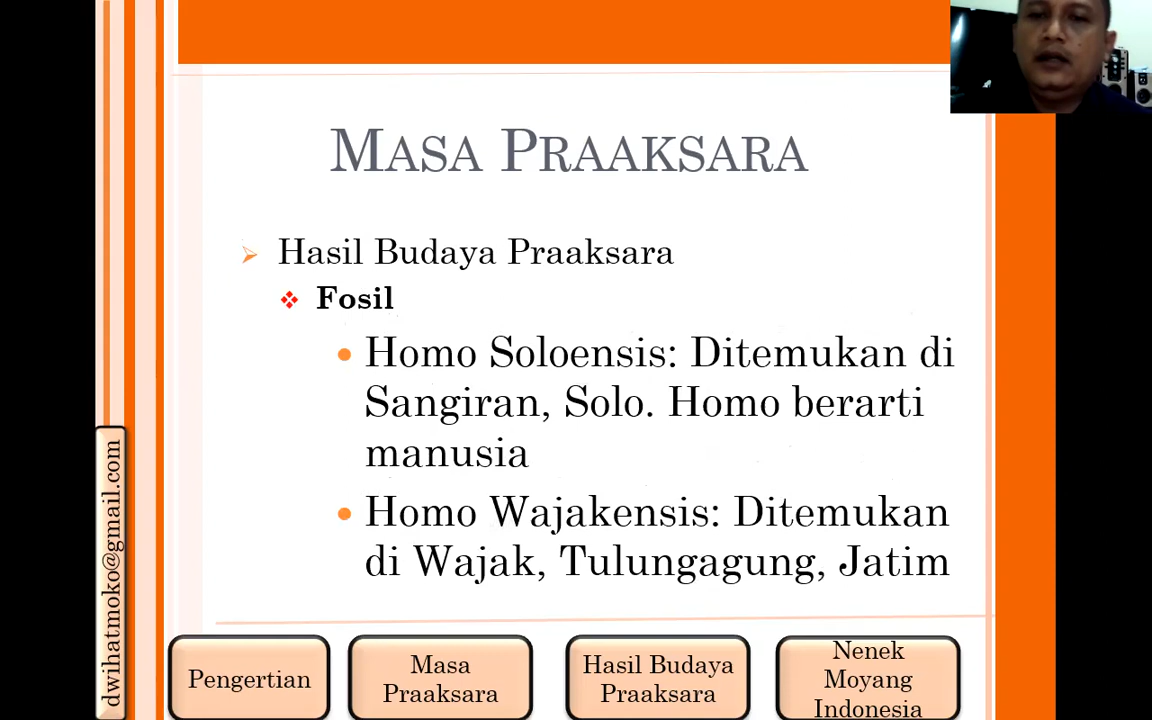 MASA PRAAKSARA
Hasil Budaya Praaksara
Fosil
Homo Soloensis: Ditemukan di
Sangiran, Solo. Homo berarti
manusia
Homo Wajakensis: Ditemukan
di Wajak, Tulungagung, Jatim
dwihatmoko@gmail.com
Pengertian
Masa
Praaksara
Hasil Budaya
Praaksara
Nenek
Moyang
Indonesia